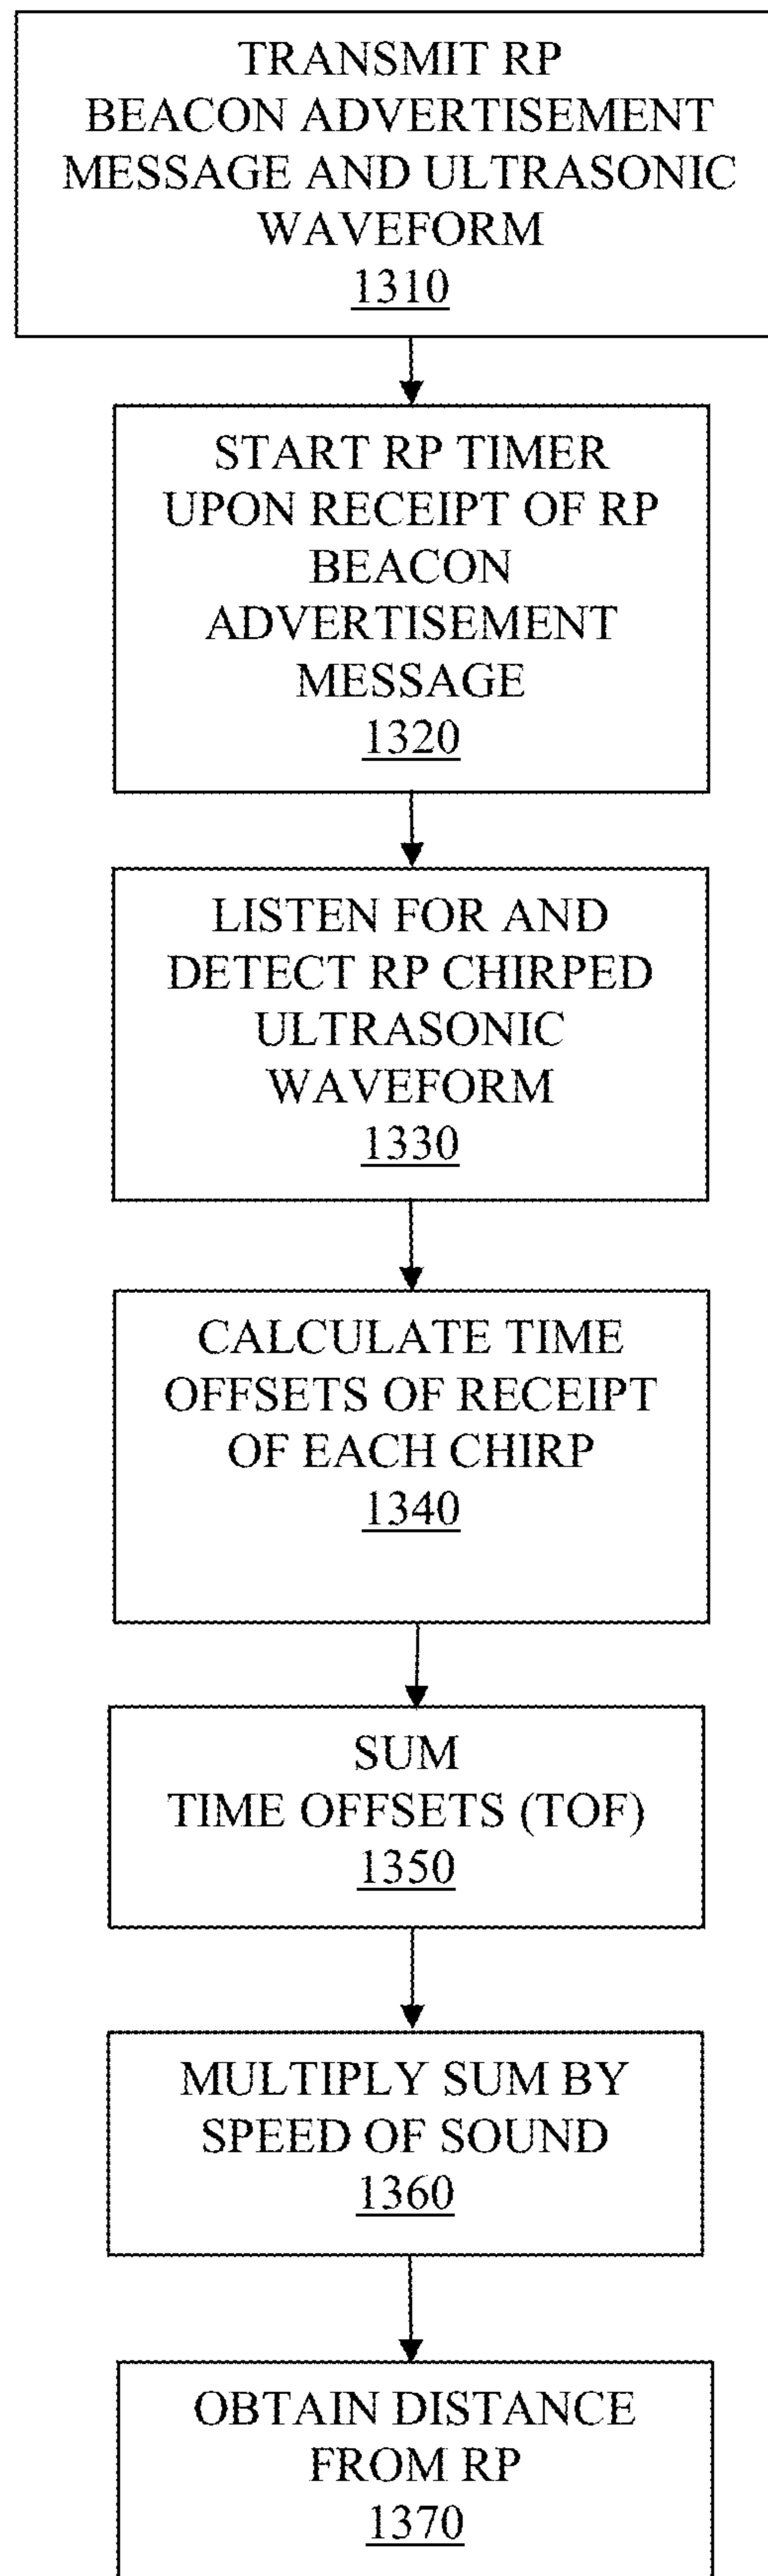 TRANSMIT RP
BEACON ADVERTISEMENT
MESSAGE AND ULTRASONIC
WAVEFORM
1310
START RP TIMER
UPON RECEIPT OF RP
BEACON
ADVERTISEMENT
MESSAGE
1320
LISTEN FOR AND
DETECT RP CHIRPED
ULTRASONIC
WAVEFORM
1330
CALCULATE TIME
OFFSETS OF RECEIPT
OF EACH CHIRP
1340
SUM
TIME OFFSETS (TOF)
1350
MULTIPLY SUM BY
SPEED OF SOUND
1360
OBTAIN DISTANCE
FROM RP
1370